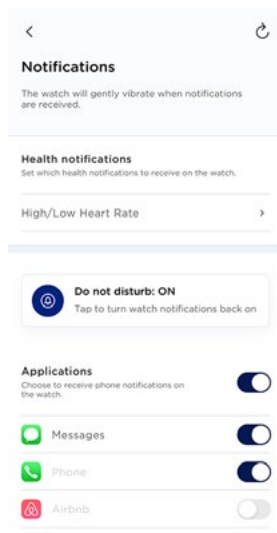 Notifications
The watch will gently vibrate when notifications
are received.
Health notifications
Set which health notifications to receive on the watch.
High/Low Heart Rate
Do not disturb: ON
Tap to turn watch notifications back on
Applications
Choose to receive phone notifications on
the watch.
Messages
Phone
Airbnb